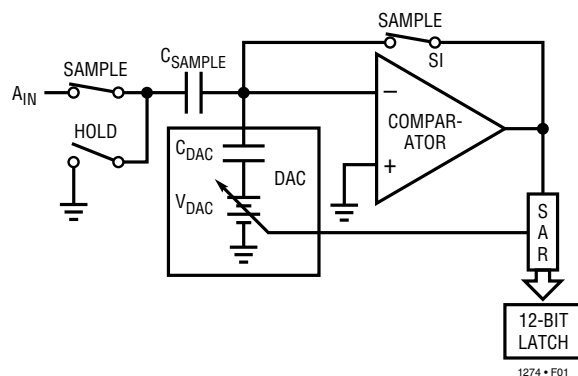 SAMPLE
SI
C_SAMPLE
SAMPLE
A_IN
HOLD
–
+
COMPAR-
ATOR
C_DAC
DAC
V_DAC
S
A
R
12-BIT
LATCH
1274 • F01